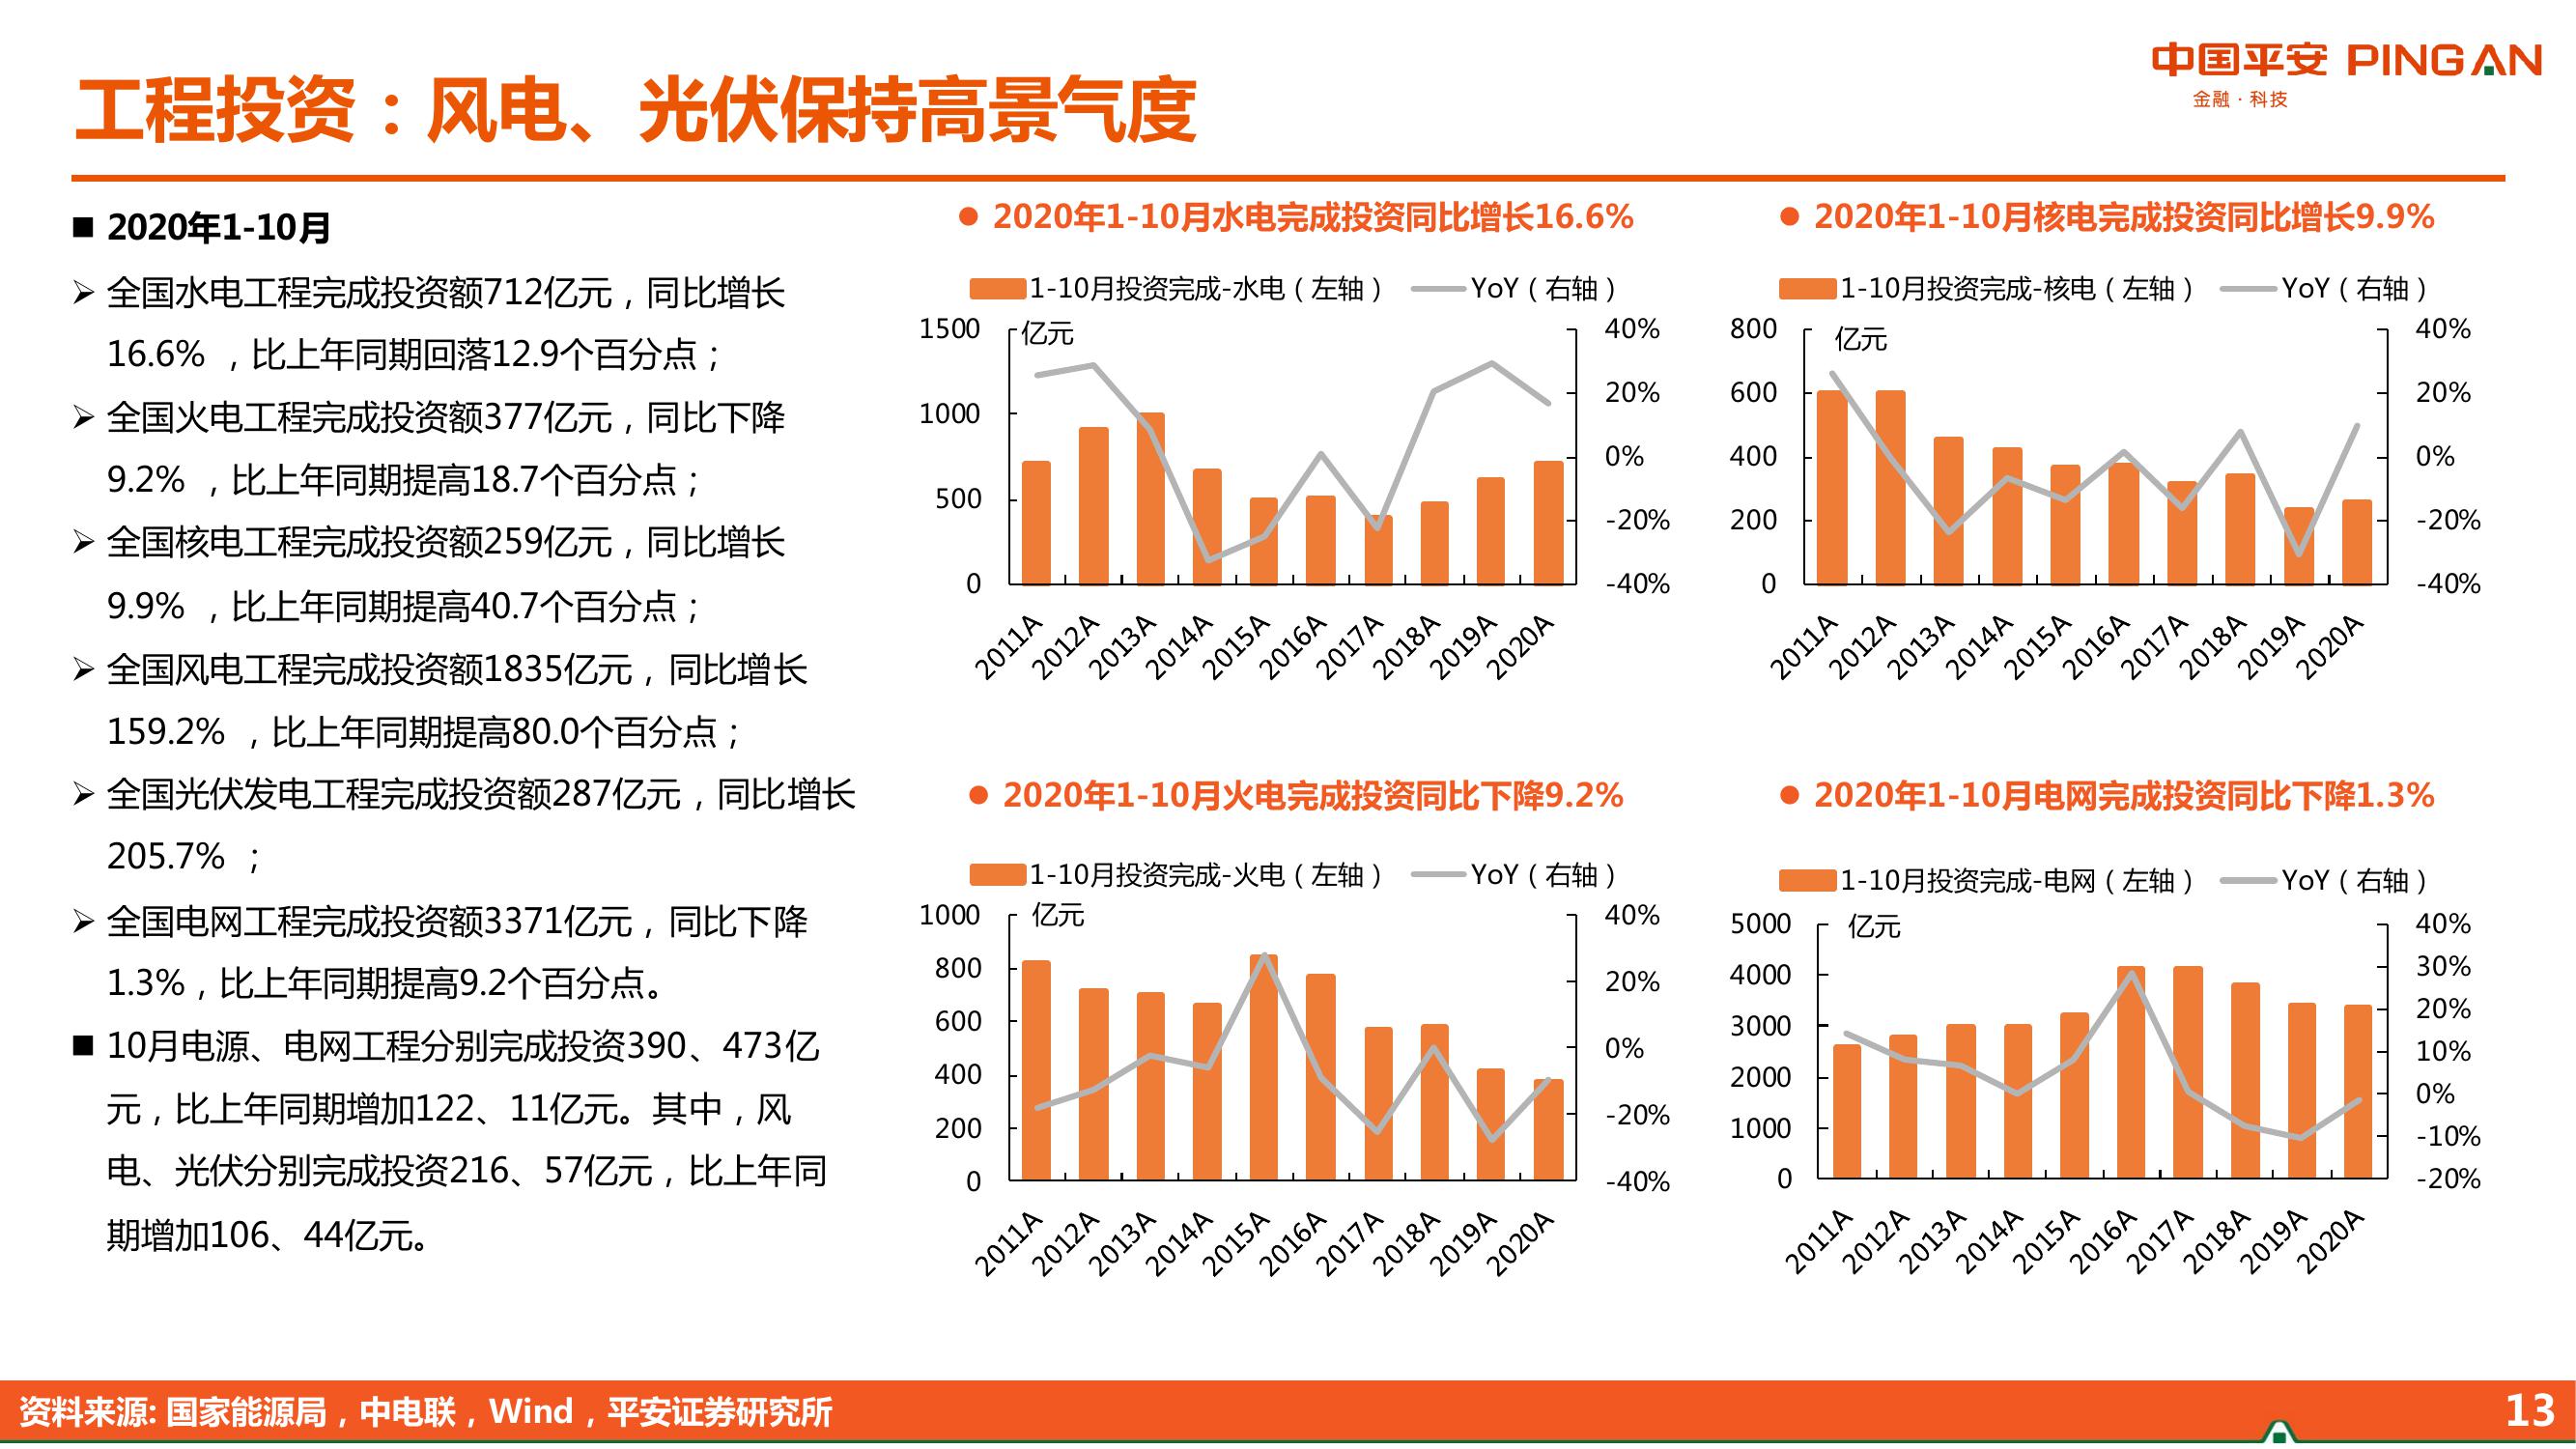 中国平安 PINGAN
金融·科技
工程投资：风电、光伏保持高景气度
■ 2020年1-10月
➢ 全国水电工程完成投资额712亿元，同比增长
16.6% ，比上年同期回落12.9个百分点；
➢ 全国火电工程完成投资额377亿元，同比下降
9.2% ，比上年同期提高18.7个百分点；
➢ 全国核电工程完成投资额259亿元，同比增长
9.9% ，比上年同期提高40.7个百分点；
➢ 全国风电工程完成投资额1835亿元，同比增长
159.2% ，比上年同期提高80.0个百分点；
➢ 全国光伏发电工程完成投资额287亿元，同比增长
205.7% ；
➢ 全国电网工程完成投资额3371亿元，同比下降
1.3%，比上年同期提高9.2个百分点。
■ 10月电源、电网工程分别完成投资390、473亿
元，比上年同期增加122、11亿元。其中，风
电、光伏分别完成投资216、57亿元，比上年同
期增加106、44亿元。
● 2020年1-10月水电完成投资同比增长16.6%
1-10月投资完成-水电（左轴） YoY（右轴）
亿元
1500
1000
500
0
40%
20%
0%
-20%
-40%
2011A 2012A 2013A 2014A 2015A 2016A 2017A 2018A 2019A 2020A
● 2020年1-10月核电完成投资同比增长9.9%
1-10月投资完成-核电（左轴） YoY（右轴）
亿元
800
600
400
200
0
40%
20%
0%
-20%
-40%
2011A 2012A 2013A 2014A 2015A 2016A 2017A 2018A 2019A 2020A
● 2020年1-10月火电完成投资同比下降9.2%
1-10月投资完成-火电（左轴） YoY（右轴）
亿元
1000
800
600
400
200
0
40%
20%
0%
-20%
-40%
2011A 2012A 2013A 2014A 2015A 2016A 2017A 2018A 2019A 2020A
● 2020年1-10月电网完成投资同比下降1.3%
1-10月投资完成-电网（左轴） YoY（右轴）
亿元
5000
4000
3000
2000
1000
0
40%
30%
20%
10%
0%
-10%
-20%
2011A 2012A 2013A 2014A 2015A 2016A 2017A 2018A 2019A 2020A
资料来源: 国家能源局，中电联，Wind，平安证券研究所
13